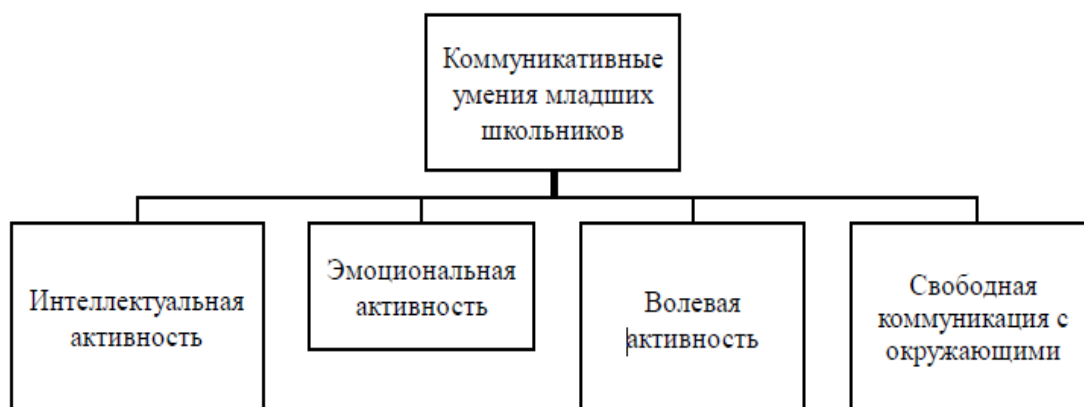 Коммуникативные
умения младших
школьников
Интеллектуальная
активность
Эмоциональная
активность
Волевая
активность
Свободная
коммуникация с
окружающими